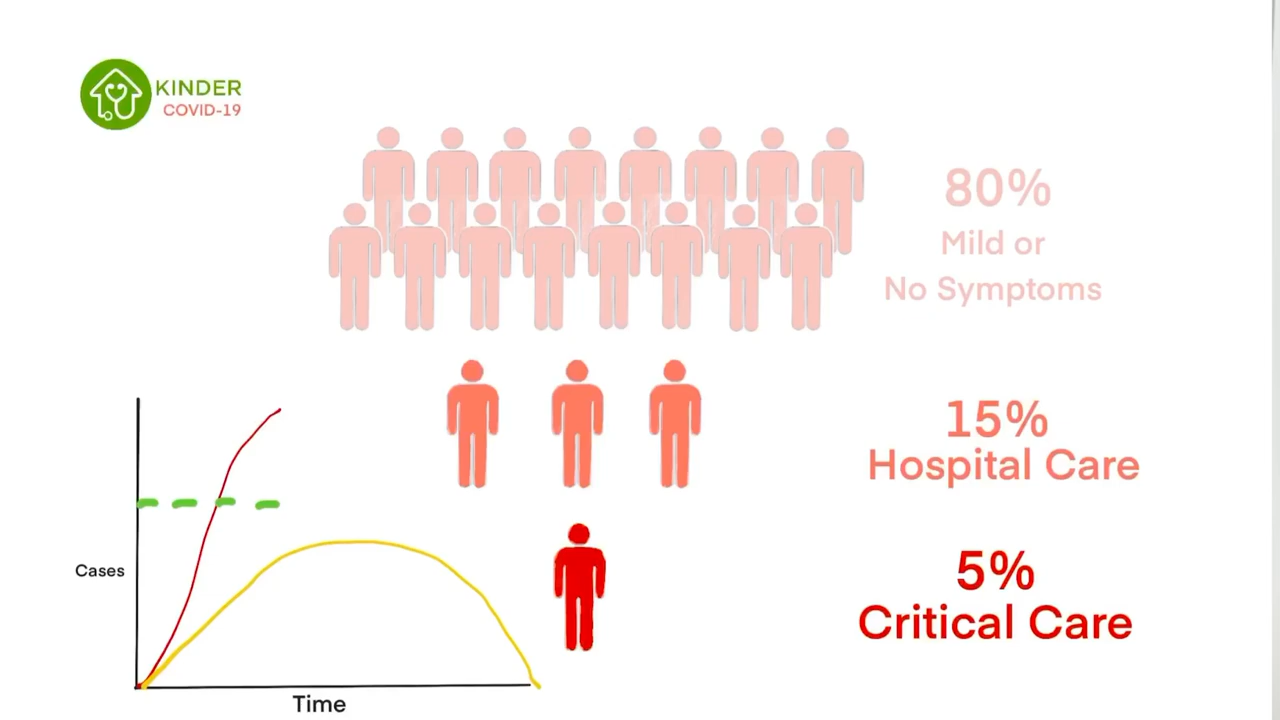 KINDER
COVID-19
80%
Mild or
No Symptoms
15%
Hospital Care
5%
Critical Care
Cases
Time